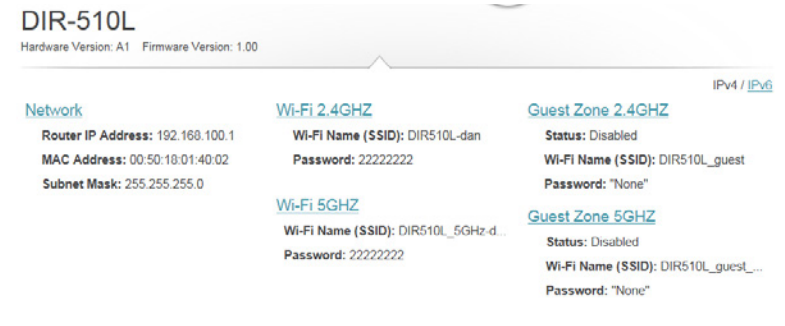 DIR-510L
Hardware Version: A1 Firmware Version: 1.00
IPv4 / IPv6
Network
Router IP Address: 192.168.100.1
MAC Address: 00:50:18:01:40:02
Subnet Mask: 255.255.255.0
Wi-Fi 2.4GHZ
Wi-Fi Name (SSID): DIR510L-dan
Password: 22222222
Wi-Fi 5GHZ
Wi-Fi Name (SSID): DIR510L_5GHz-d...
Password: 22222222
Guest Zone 2.4GHZ
Status: Disabled
Wi-Fi Name (SSID): DIR510L_guest
Password: "None"
Guest Zone 5GHZ
Status: Disabled
Wi-Fi Name (SSID): DIR510L_guest_...
Password: "None"